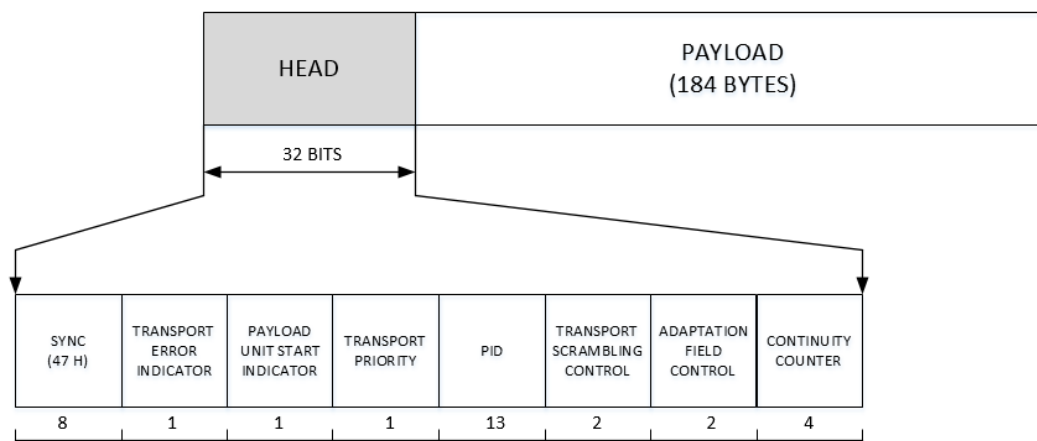 HEAD
PAYLOAD
(184 BYTES)
32 BITS
SYNC
(47 H)
TRANSPORT
ERROR
INDICATOR
PAYLOAD
UNIT START
INDICATOR
TRANSPORT
PRIORITY
PID
TRANSPORT
SCRAMBLING
CONTROL
ADAPTATION
FIELD
CONTROL
CONTINUITY
COUNTER
8 1 1 1 13 2 2 4